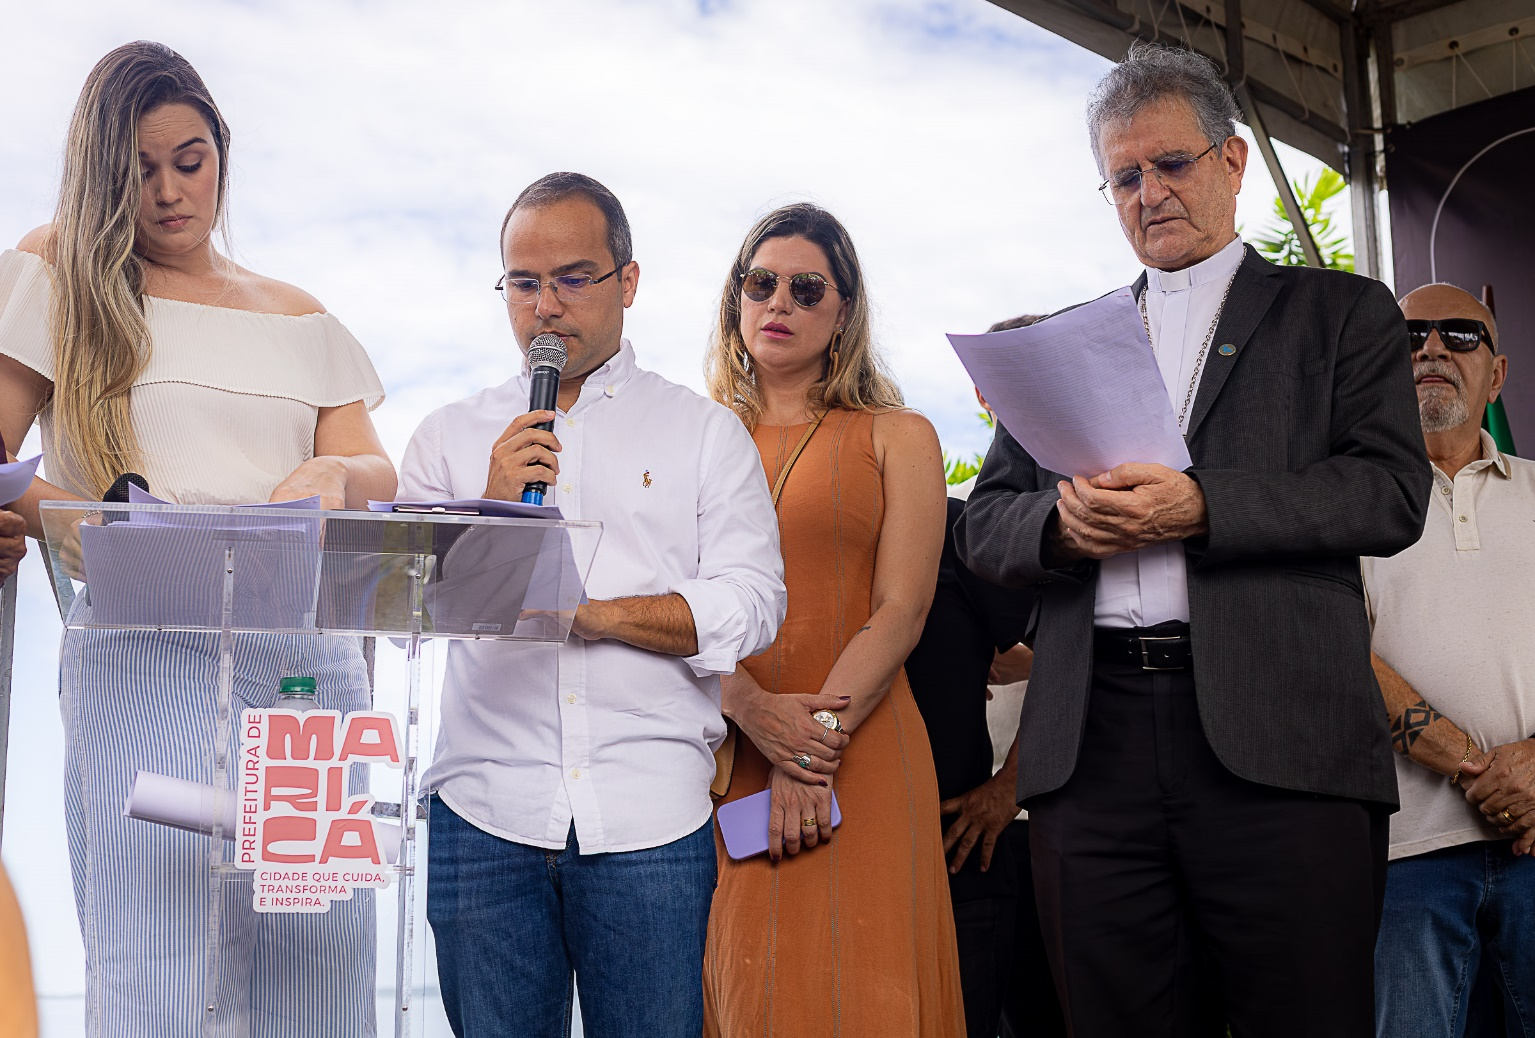 PREFEITURA DE
MA
RI
CÁ
CIDADE QUE CUIDA,
TRANSFORMA
E INSPIRA.